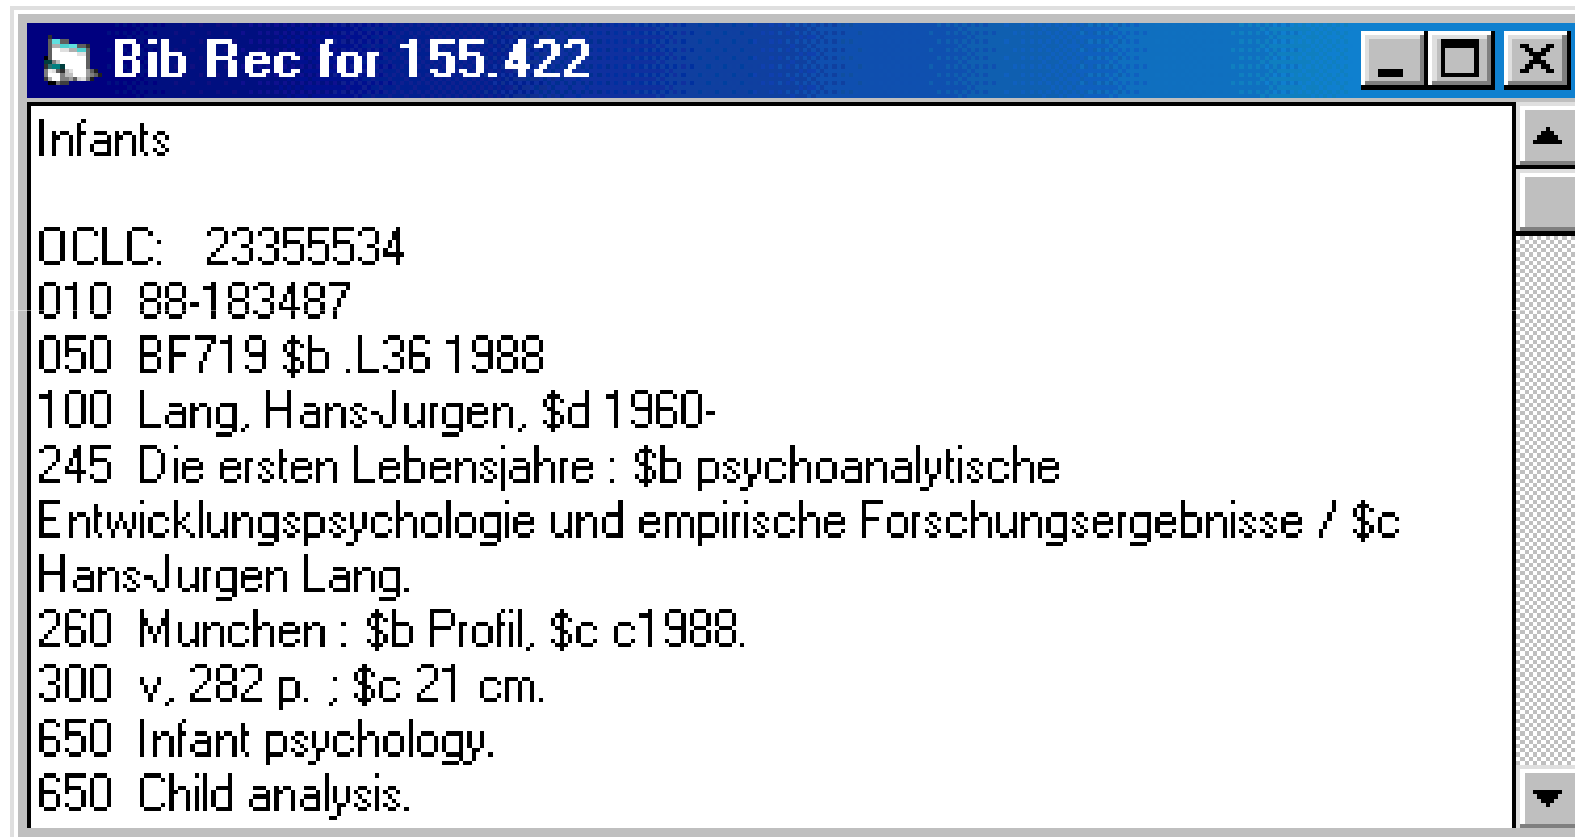 Bib Rec for 155.422
Infants
OCLC: 23355534
010 88-183487
050 BF719 $b .L36 1988
100 Lang, Hans-Jurgen, $d 1960-
245 Die ersten Lebensjahre : $b psychoanalytische
Entwicklungspsychologie und empirische Forschungsergebnisse / $c
Hans-Jurgen Lang.
260 Munchen : $b Profil, $c c1988.
300 v, 282 p. ; $c 21 cm.
650 Infant psychology.
650 Child analysis.